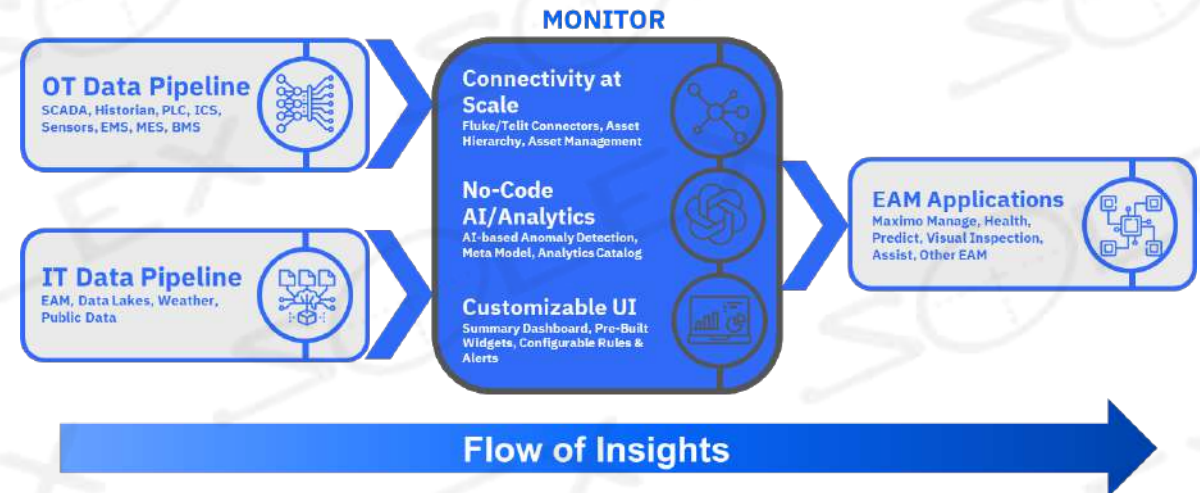 MONITOR
OT Data Pipeline
SCADA, Historian, PLC, ICS,
Sensors, EMS, MES, BMS
IT Data Pipeline
EAM, Data Lakes, Weather,
Public Data
Connectivity at
Scale
Fluke/Telit Connectors, Asset
Hierarchy, Asset Management
No-Code
AI/Analytics
AI-based Anomaly Detection,
Meta Model, Analytics Catalog
Customizable UI
Summary Dashboard, Pre-Built
Widgets, Configurable Rules &
Alerts
EAM Applications
Maximo Manage, Health,
Predict, Visual Inspection,
Assist, Other EAM
Flow of Insights